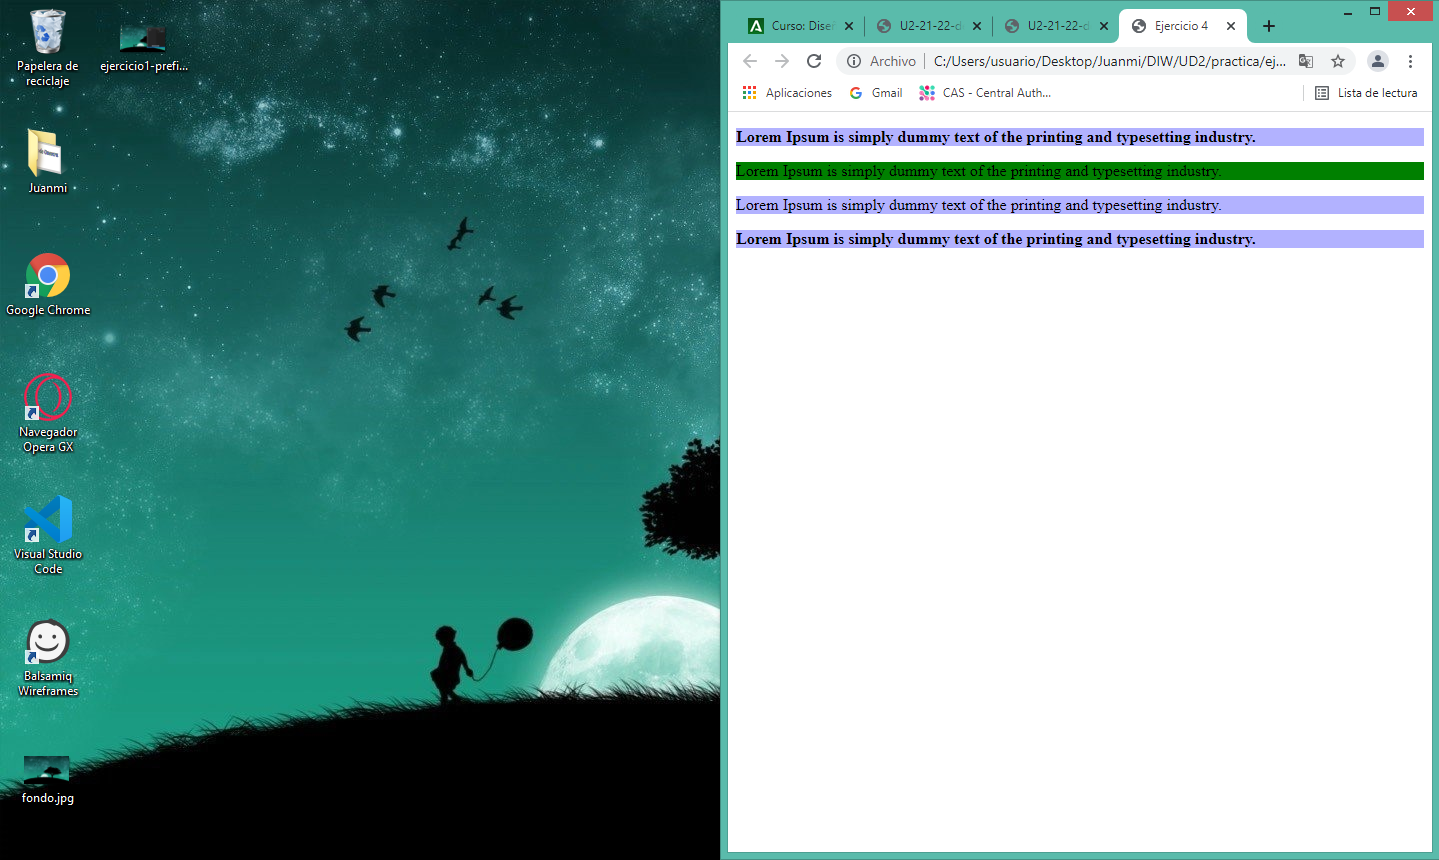 Papelera de
reciclaje
ejercicio1-prefi...
Juanmi
Google Chrome
Navegador
Opera GX
Visual Studio
Code
Balsamiq
Wireframes
fondo.jpg
Curso: Dise
U2-21-22-d
U2-21-22-d
Ejercicio 4
Archivo
C:/Users/usuario/Desktop/Juanmi/DIW/UD2/practica/ej...
Aplicaciones
Gmail
CAS - Central Auth...
Lista de lectura
Lorem Ipsum is simply dummy text of the printing and typesetting industry.
Lorem Ipsum is simply dummy text of the printing and typesetting industry.
Lorem Ipsum is simply dummy text of the printing and typesetting industry.
Lorem Ipsum is simply dummy text of the printing and typesetting industry.